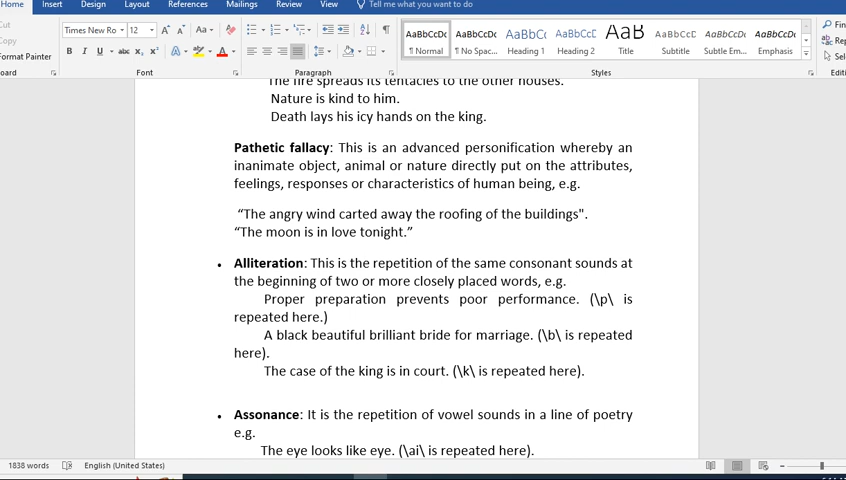 Home Insert Design Layout References Mailings Review View Tell me what you want to do
Cut
Copy
Format Painter
Times New Ro 12 Aa
B I U abc x₂ x² A A
AaBbCcDc AaBbCcDc AaBbCc AaBbCcD AaB AaBbCcD AaBbCcDi AaBbCcDi
¶ Normal ¶ No Spac... Heading 1 Heading 2 Title Subtitle Subtle Em... Emphasis
Font Paragraph Styles
The fire spreads its tentacles to the other houses.
Nature is kind to him.
Death lays his icy hands on the king.
Pathetic fallacy: This is an advanced personification whereby an
inanimate object, animal or nature directly put on the attributes,
feelings, responses or characteristics of human being, e.g.
“The angry wind carted away the roofing of the buildings".
“The moon is in love tonight.”
• Alliteration: This is the repetition of the same consonant sounds at
the beginning of two or more closely placed words, e.g.
Proper preparation prevents poor performance. (\p\ is
repeated here.)
A black beautiful brilliant bride for marriage. (\b\ is repeated
here).
The case of the king is in court. (\k\ is repeated here).
• Assonance: It is the repetition of vowel sounds in a line of poetry
e.g.
The eye looks like eye. (\ai\ is repeated here).
1838 words English (United States)